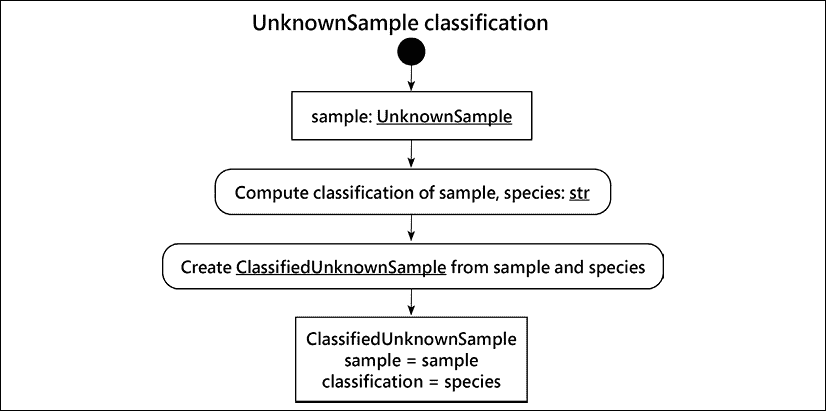 UnknownSample classification
sample: UnknownSample
Compute classification of sample, species: str
Create ClassifiedUnknownSample from sample and species
ClassifiedUnknownSample
sample = sample
classification = species